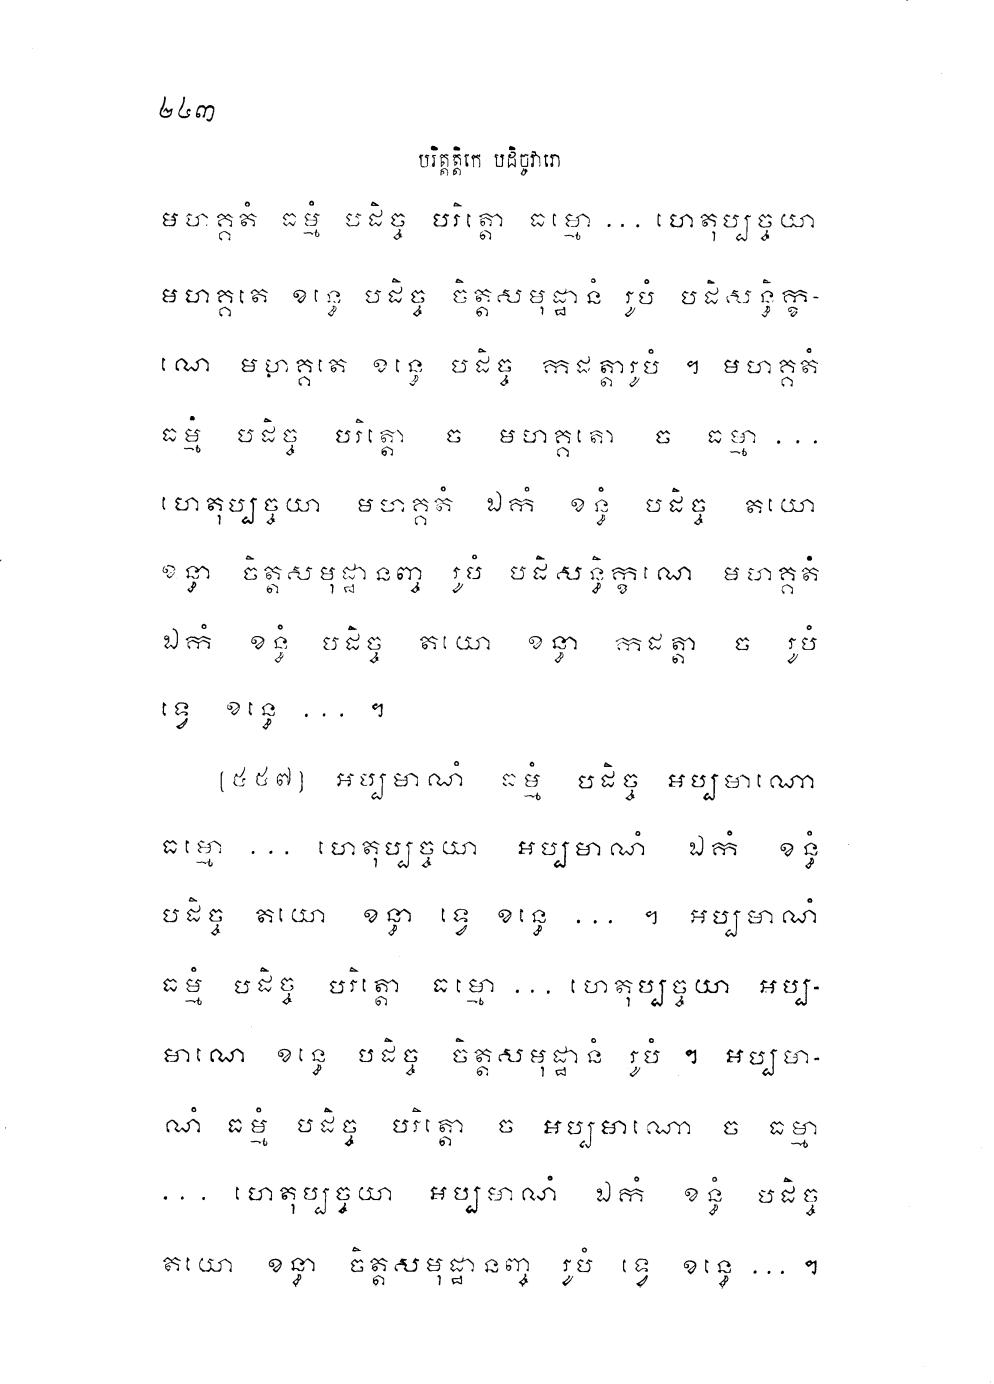 ២៤៣
បរិត្តត្តិកេ បដិច្ចវារោ
មហគ្គតំ ធម្មំ បដិច្ច បរិត្តោ ធម្មោ ... ហេតុប្បច្ចយា
មហគ្គតេ ខន្ធេ បដិច្ច ចិត្តសមុដ្ឋានំ រូបំ បដិសន្ធិក្ខ-
ណេ មហគ្គតេ ខន្ធេ បដិច្ច កដត្តារូបំ ។ មហគ្គតំ
ធម្មំ បដិច្ច បរិត្តោ ច មហគ្គតោ ច ធម្មា ...
ហេតុប្បច្ចយា មហគ្គតំ ឯកំ ខន្ធំ បដិច្ច តយោ
ខន្ធា ចិត្តសមុដ្ឋានញ្ច រូបំ បដិសន្ធិក្ខណេ មហគ្គតំ
ឯកំ ខន្ធំ បដិច្ច តយោ ខន្ធា កដត្តា ច រូបំ
ទ្វេ ខន្ធេ ... ។
[៥៥៧] អប្បមាណំ ធម្មំ បដិច្ច អប្បមាណោ
ធម្មោ ... ហេតុប្បច្ចយា អប្បមាណំ ឯកំ ខន្ធំ
បដិច្ច តយោ ខន្ធា ទ្វេ ខន្ធេ ... ។ អប្បមាណំ
ធម្មំ បដិច្ច បរិត្តោ ធម្មោ ... ហេតុប្បច្ចយា អប្ប-
មាណេ ខន្ធេ បដិច្ច ចិត្តសមុដ្ឋានំ រូបំ ។ អប្បមា-
ណំ ធម្មំ បដិច្ច បរិត្តោ ច អប្បមាណោ ច ធម្មា
... ហេតុប្បច្ចយា អប្បមាណំ ឯកំ ខន្ធំ បដិច្ច
តយោ ខន្ធា ចិត្តសមុដ្ឋានញ្ច រូបំ ទ្វេ ខន្ធេ ... ។